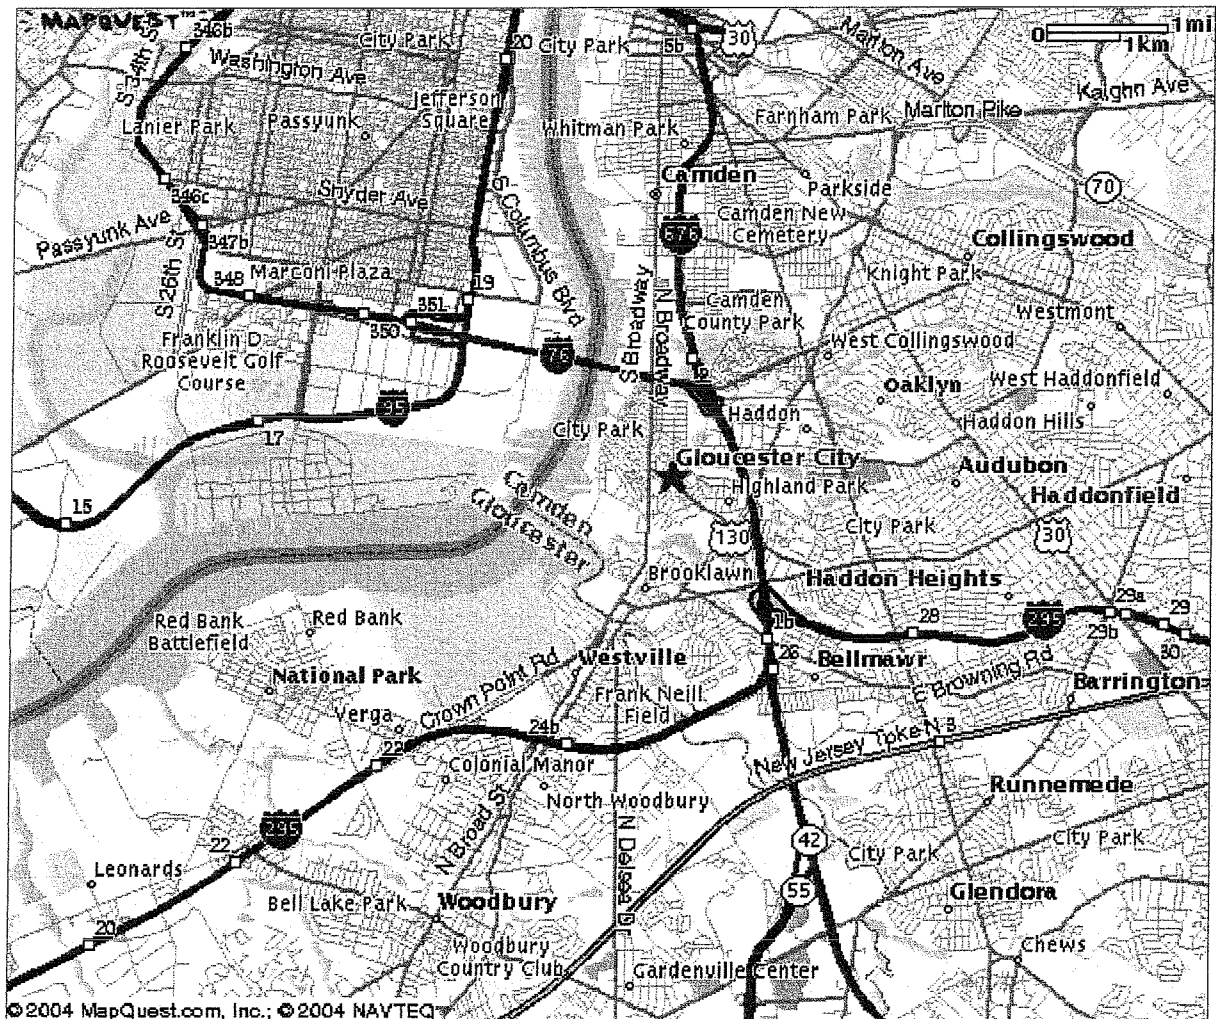 MAPQUEST™
346b
S 34th St
Washington Ave
City Park
20
City Park
5b
30
Marlton Ave
0
1mi
1km
Kaighn Ave
Jefferson
Square
Lanier Park
Passyunk
Whitman Park
Farnham Park
Marlton Pike
Camden
Parkside
70
346c
Snyder Ave
S Columbus Blvd
Passyunk Ave
347b
S 26th St
676
Camden New
Cemetery
Collingswood
Knight Park
348
Marconi Plaza
351
19
350
S Broadway
N Broadway
Camden
County Park
Westmont
Franklin D
Roosevelt Golf
Course
76
West Collingswood
Oaklyn
West Haddonfield
95
17
City Park
Haddon
Haddon Hills
Gloucester City
Highland Park
Audubon
Haddonfield
15
Camden
Gloucester
130
City Park
30
Brooklawn
Haddon Heights
29a
29
Red Bank
Battlefield
Red Bank
1b
28
295
29b
30
National Park
Westville
26
Bellmawr
E Browning Rd
Barrington
Verga
Crown Point Rd
Frank Neill
Field
24b
22
New Jersey Tpke N 3
Colonial Manor
North Woodbury
Runnemede
295
N Broad St
N Delsea Dr
42
City Park
City Park
22
Leonards
55
Glendora
Bell Lake Park
Woodbury
20
Woodbury
Country Club
Gardenville Center
Chews
© 2004 MapQuest.com, Inc.; © 2004 NAVTEQ